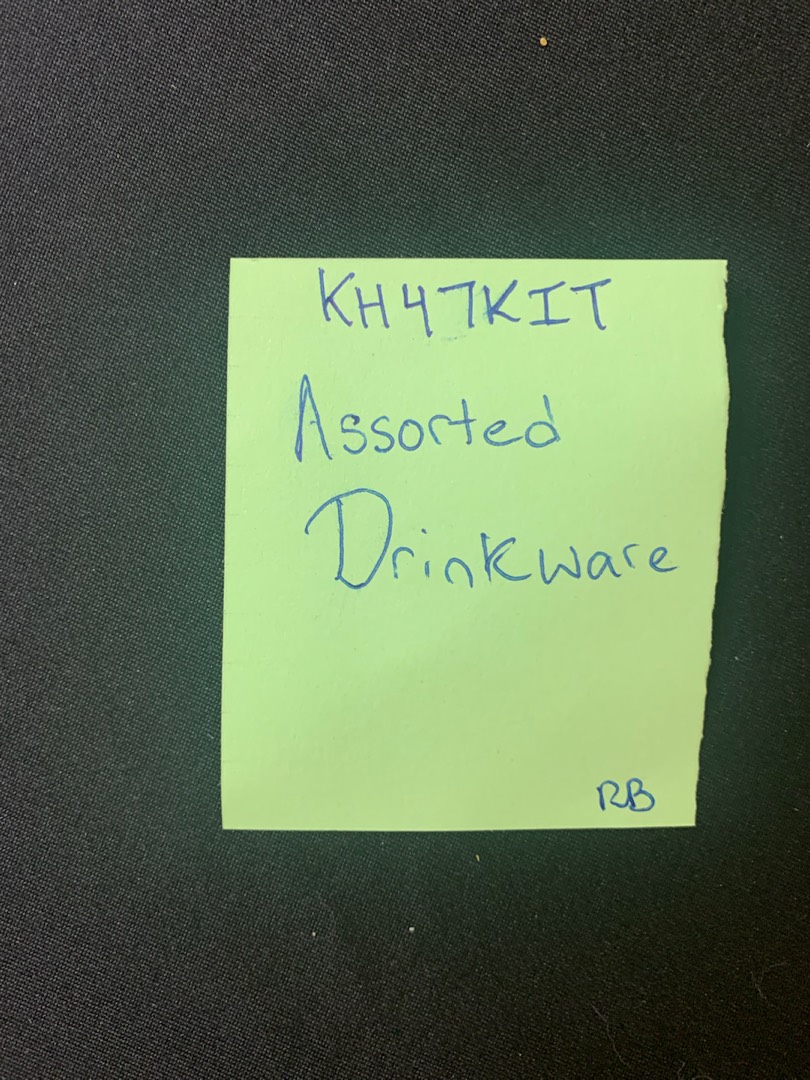 KH47KIT
Assorted
Drinkware
RB